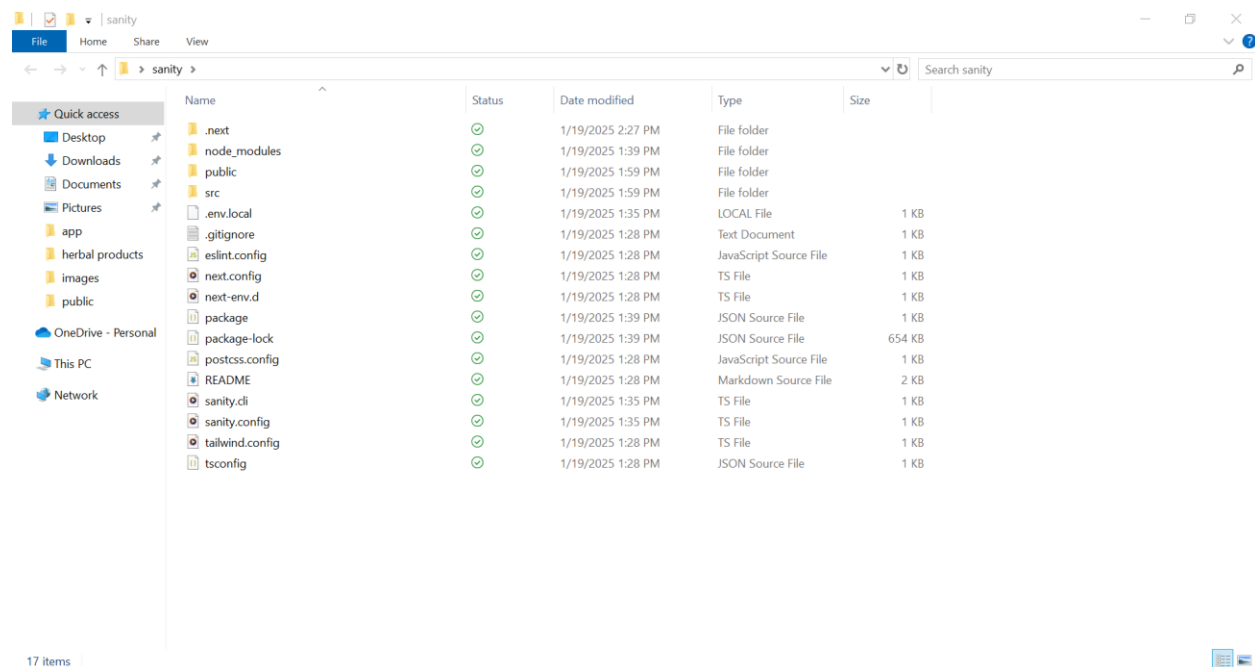 sanity
File Home Share View
sanity
Search sanity
Quick access
Desktop
Downloads
Documents
Pictures
app
herbal products
images
public
OneDrive - Personal
This PC
Network
Name Status Date modified Type Size
.next 1/19/2025 2:27 PM File folder
node_modules 1/19/2025 1:39 PM File folder
public 1/19/2025 1:59 PM File folder
src 1/19/2025 1:59 PM File folder
.env.local 1/19/2025 1:35 PM LOCAL File 1 KB
.gitignore 1/19/2025 1:28 PM Text Document 1 KB
eslint.config 1/19/2025 1:28 PM JavaScript Source File 1 KB
next.config 1/19/2025 1:28 PM TS File 1 KB
next-env.d 1/19/2025 1:28 PM TS File 1 KB
package 1/19/2025 1:39 PM JSON Source File 1 KB
package-lock 1/19/2025 1:39 PM JSON Source File 654 KB
postcss.config 1/19/2025 1:28 PM JavaScript Source File 1 KB
README 1/19/2025 1:28 PM Markdown Source File 2 KB
sanity.cli 1/19/2025 1:35 PM TS File 1 KB
sanity.config 1/19/2025 1:35 PM TS File 1 KB
tailwind.config 1/19/2025 1:28 PM TS File 1 KB
tsconfig 1/19/2025 1:28 PM JSON Source File 1 KB
17 items